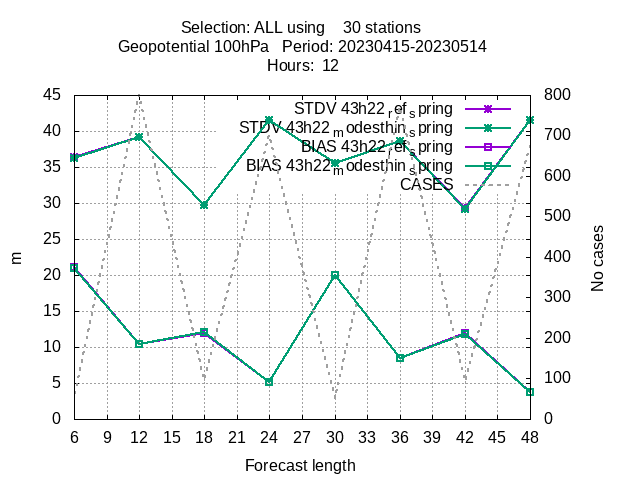 Selection: ALL using    30 stations
Geopotential 100hPa   Period: 20230415-20230514
Hours:  12
STDV 43h22_ref_spring
STDV 43h22_modesthin_spring
BIAS 43h22_ref_spring
BIAS 43h22_modesthin_spring
CASES
45
40
35
30
25
20
15
10
5
0
m
800
700
600
500
400
300
200
100
0
No cases
6 9 12 15 18 21 24 27 30 33 36 39 42 45 48
Forecast length